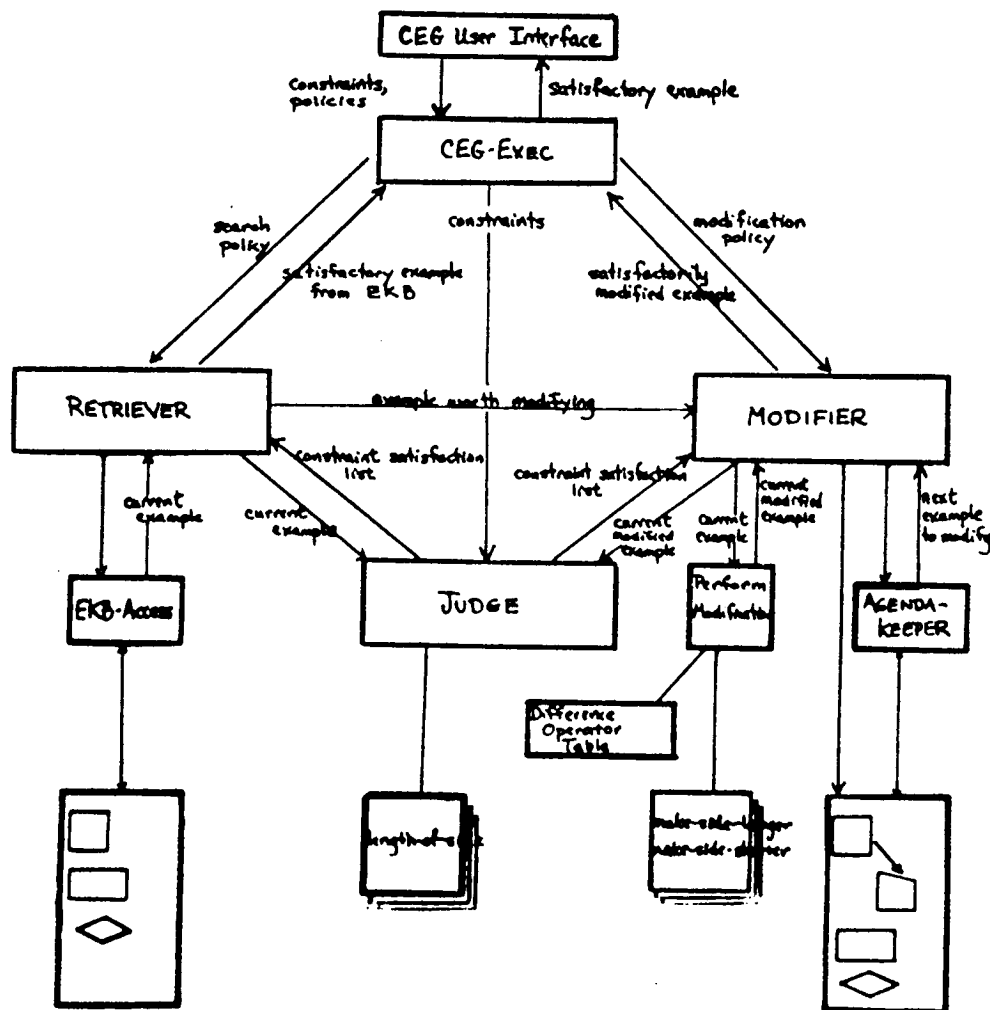 CEG User Interface
constraints,
policies
satisfactory example
CEG-EXEC
search
policy
constraints
modification
policy
satisfactory example
from EKB
satisfactorily
modified example
RETRIEVER
example worth modifying
MODIFIER
constraint satisfaction
list
constraint satisfaction
list
current
example
current
example
current
modified
example
current
example
current
modified
example
next
example
to modify
EKB-Access
JUDGE
Perform
Modification
AGENDA-
KEEPER
Difference
Operator
Table
length-of-side
make-side-longer
make-side-shorter